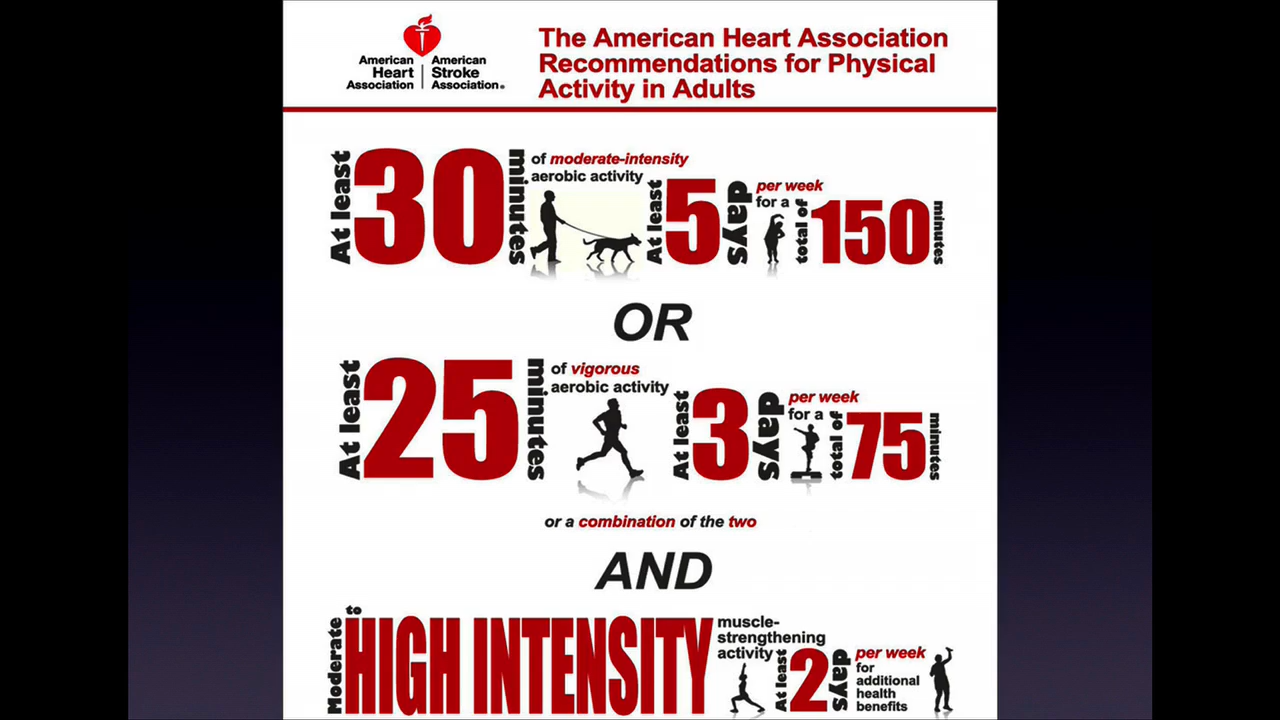 American Heart Association
American Stroke Association®
The American Heart Association
Recommendations for Physical
Activity in Adults
At least 30 minutes
of moderate-intensity
aerobic activity
At least 5 days
per week
for a
total of 150 minutes
OR
At least 25 minutes
of vigorous
aerobic activity
At least 3 days
per week
for a
total of 75 minutes
or a combination of the two
AND
Moderate to HIGH INTENSITY
muscle-
strengthening
activity
At least 2 days
per week
for
additional
health
benefits